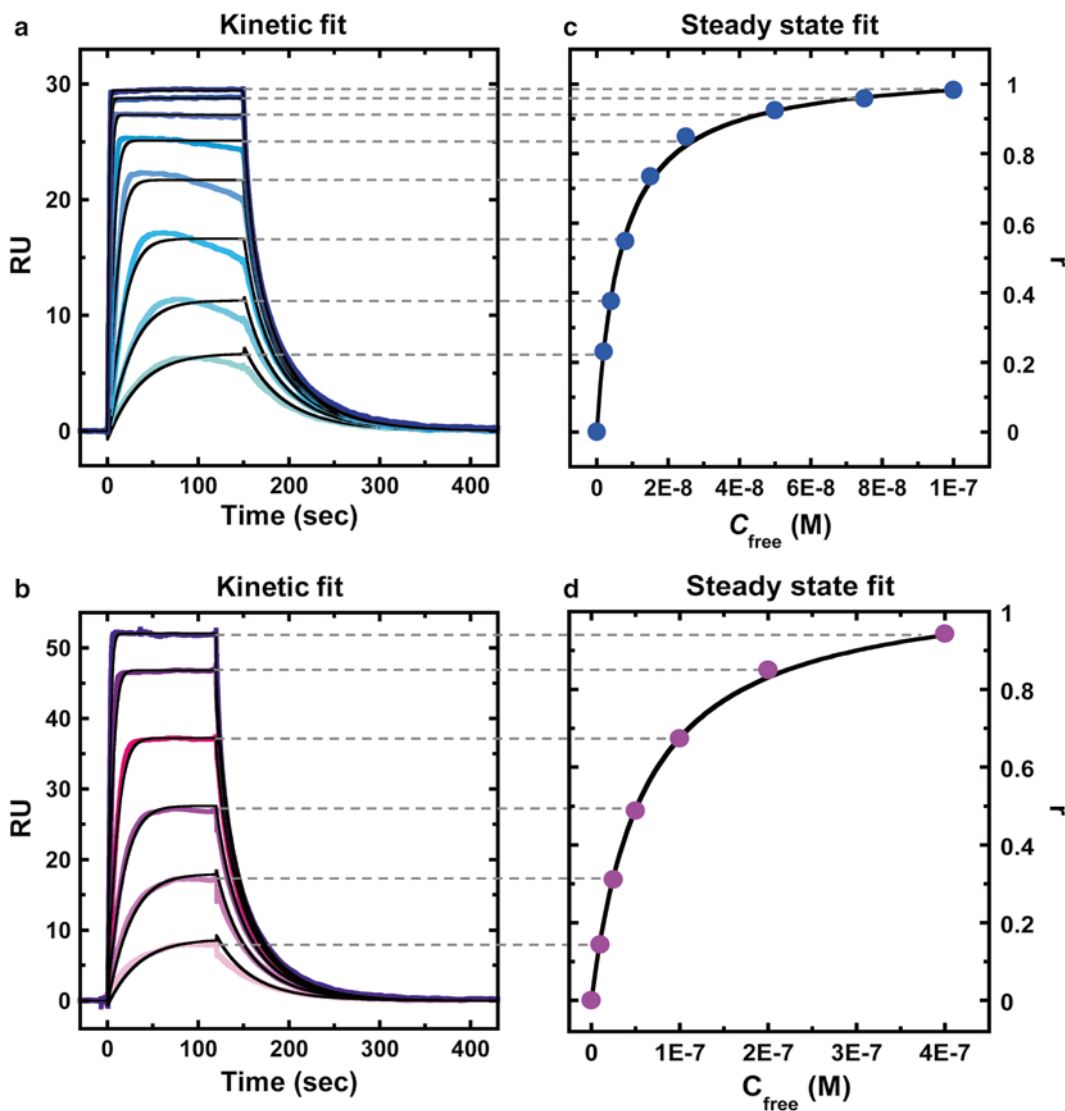 a
Kinetic fit
30
20
10
0
RU
0
100
200
300
400
Time (sec)
c
Steady state fit
1
0.8
0.6
0.4
0.2
0
r
0
2E-8
4E-8
6E-8
8E-8
1E-7
Cfree (M)
b
Kinetic fit
50
40
30
20
10
0
RU
0
100
200
300
400
Time (sec)
d
Steady state fit
1
0.8
0.6
0.4
0.2
0
r
0
1E-7
2E-7
3E-7
4E-7
Cfree (M)